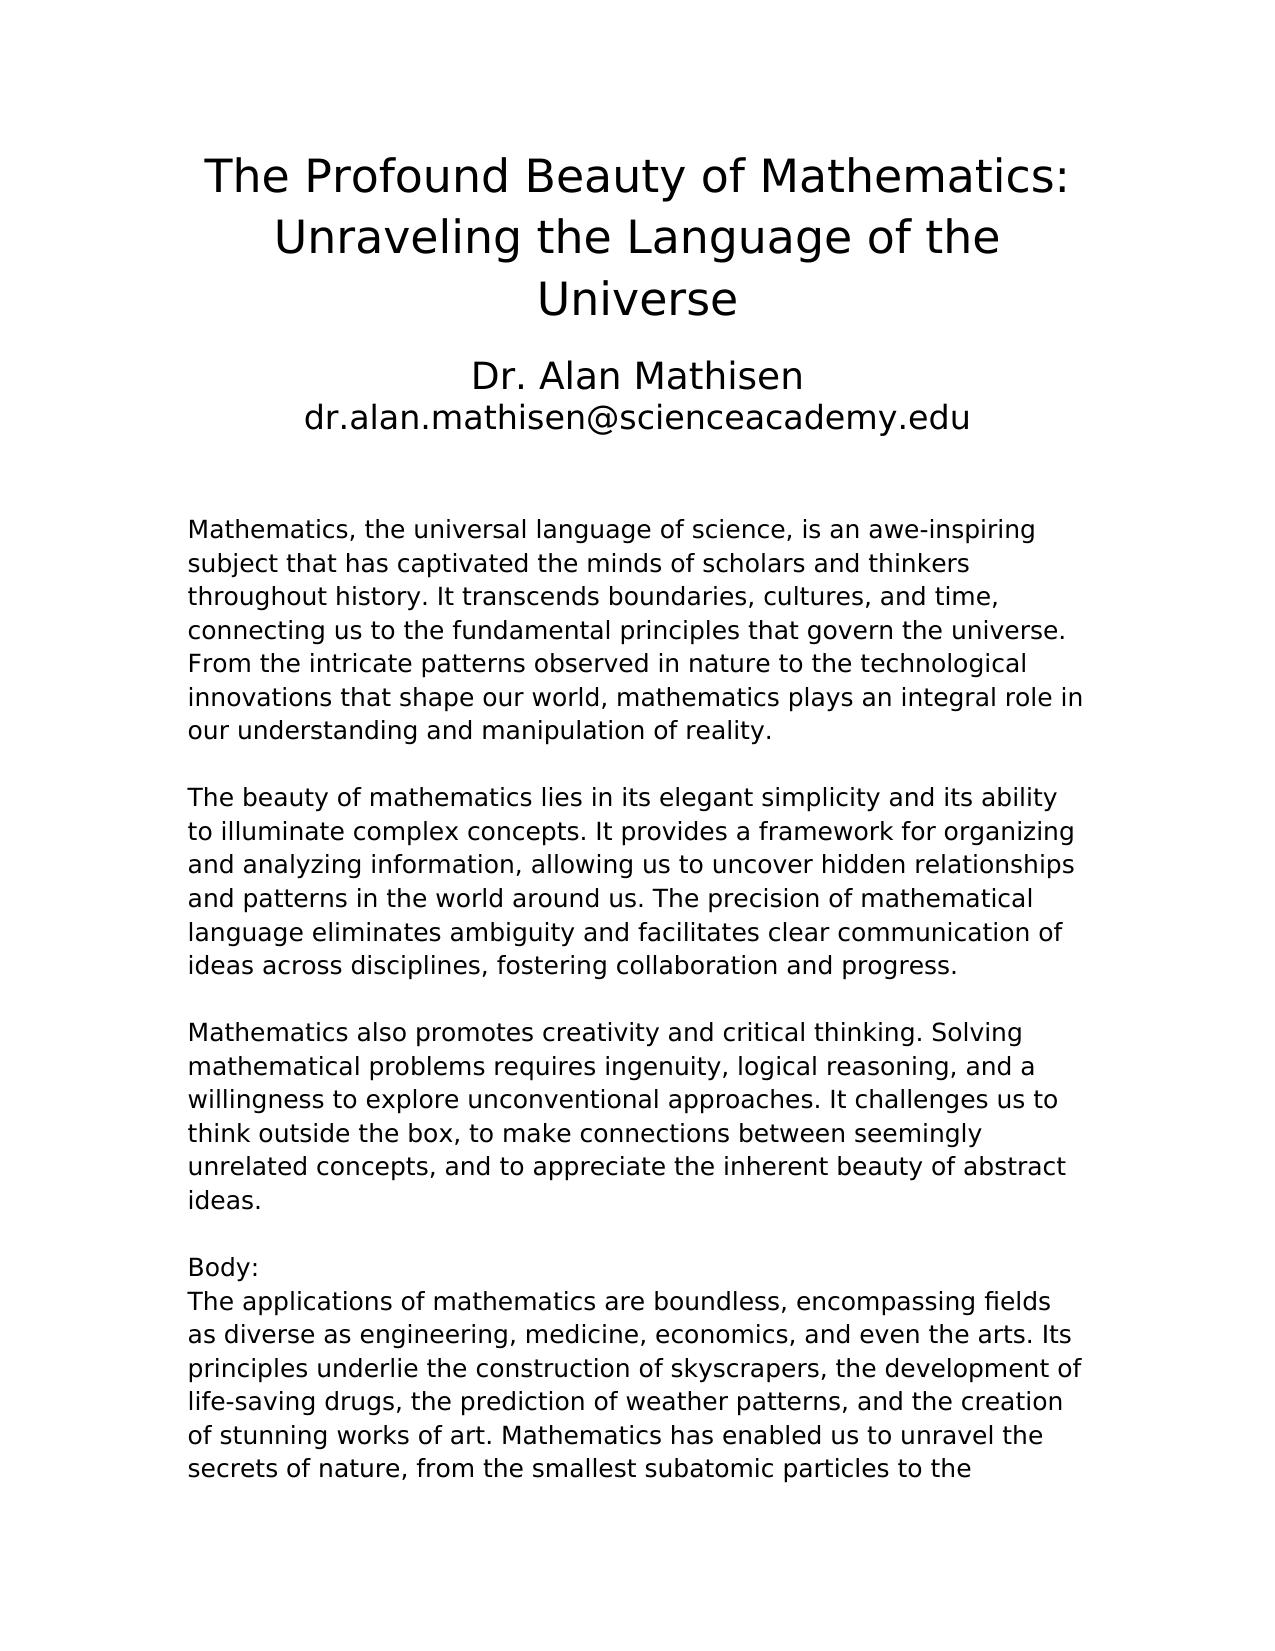 The Profound Beauty of Mathematics:
Unraveling the Language of the
Universe
Dr. Alan Mathisen
dr.alan.mathisen@scienceacademy.edu
Mathematics, the universal language of science, is an awe-inspiring
subject that has captivated the minds of scholars and thinkers
throughout history. It transcends boundaries, cultures, and time,
connecting us to the fundamental principles that govern the universe.
From the intricate patterns observed in nature to the technological
innovations that shape our world, mathematics plays an integral role in
our understanding and manipulation of reality.
The beauty of mathematics lies in its elegant simplicity and its ability
to illuminate complex concepts. It provides a framework for organizing
and analyzing information, allowing us to uncover hidden relationships
and patterns in the world around us. The precision of mathematical
language eliminates ambiguity and facilitates clear communication of
ideas across disciplines, fostering collaboration and progress.
Mathematics also promotes creativity and critical thinking. Solving
mathematical problems requires ingenuity, logical reasoning, and a
willingness to explore unconventional approaches. It challenges us to
think outside the box, to make connections between seemingly
unrelated concepts, and to appreciate the inherent beauty of abstract
ideas.
Body:
The applications of mathematics are boundless, encompassing fields
as diverse as engineering, medicine, economics, and even the arts. Its
principles underlie the construction of skyscrapers, the development of
life-saving drugs, the prediction of weather patterns, and the creation
of stunning works of art. Mathematics has enabled us to unravel the
secrets of nature, from the smallest subatomic particles to the